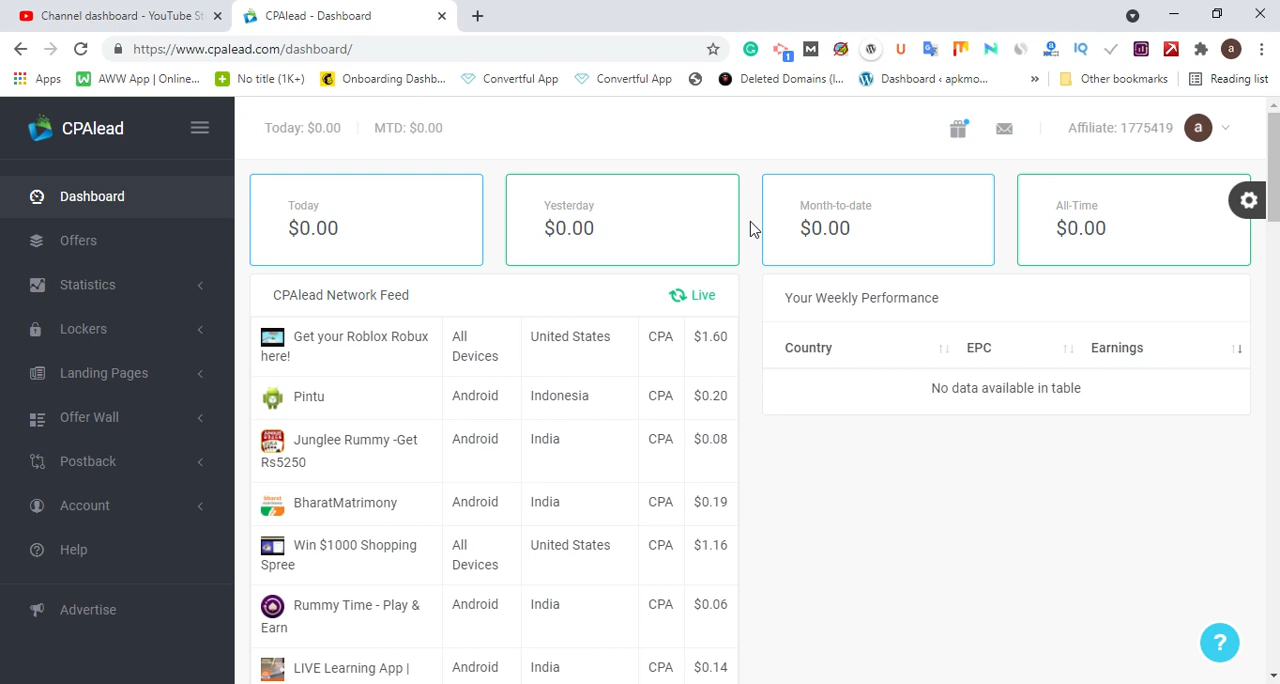 Channel dashboard - YouTube St
CPAlead - Dashboard
https://www.cpalead.com/dashboard/
Apps
AWW App | Online...
No title (1K+)
Onboarding Dashb...
Convertful App
Convertful App
Deleted Domains (I...
Dashboard ‹ apkmo...
»
Other bookmarks
Reading list
CPAlead
Today: $0.00
MTD: $0.00
Affiliate: 1775419
a
Dashboard
Offers
Statistics
Lockers
Landing Pages
Offer Wall
Postback
Account
Help
Advertise
Today
$0.00
Yesterday
$0.00
Month-to-date
$0.00
All-Time
$0.00
CPAlead Network Feed
Live
Get your Roblox Robux
here!
All
Devices
United States
CPA
$1.60
Pintu
Android
Indonesia
CPA
$0.20
Junglee Rummy -Get
Rs5250
Android
India
CPA
$0.08
BharatMatrimony
Android
India
CPA
$0.19
Win $1000 Shopping
Spree
All
Devices
United States
CPA
$1.16
Rummy Time - Play &
Earn
Android
India
CPA
$0.06
LIVE Learning App |
Android
India
CPA
$0.14
Your Weekly Performance
Country
EPC
Earnings
No data available in table
?